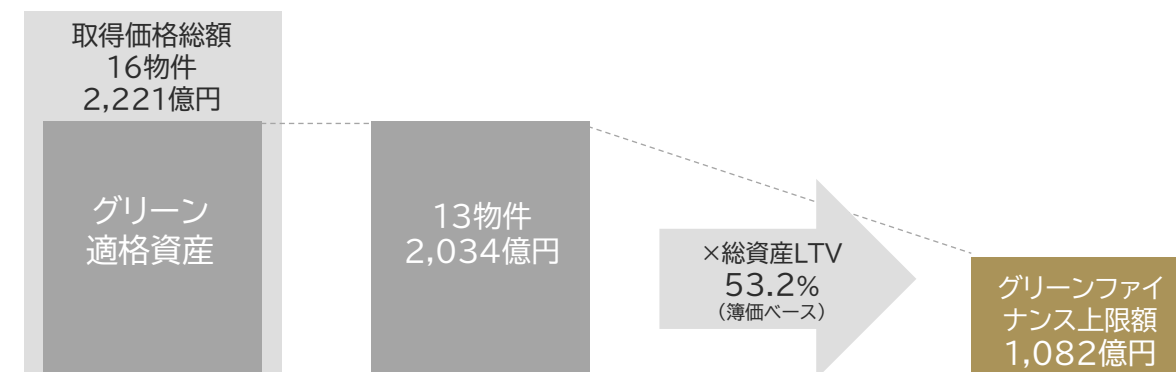 取得価格総額
16物件
2,221億円
グリーン
適格資産
13物件
2,034億円
×総資産LTV
53.2%
(簿価ベース)
グリーンファイ
ナンス上限額
1,082億円